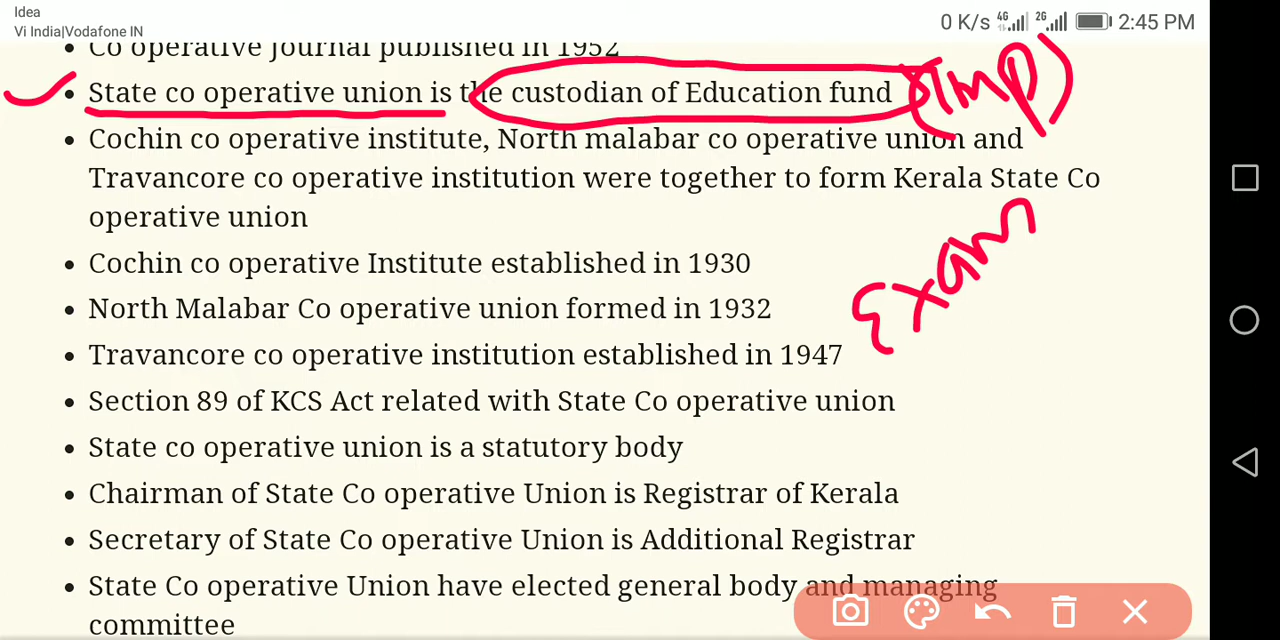 Idea
Vi India|Vodafone IN
0 K/s 4G 2G 2:45 PM
Co operative Journal published in 1952
State co operative union is the custodian of Education fund (Imp)
Cochin co operative institute, North malabar co operative union and
Travancore co operative institution were together to form Kerala State Co
operative union
Exam
Cochin co operative Institute established in 1930
North Malabar Co operative union formed in 1932
Travancore co operative institution established in 1947
Section 89 of KCS Act related with State Co operative union
State co operative union is a statutory body
Chairman of State Co operative Union is Registrar of Kerala
Secretary of State Co operative Union is Additional Registrar
State Co operative Union have elected general body and managing
committee